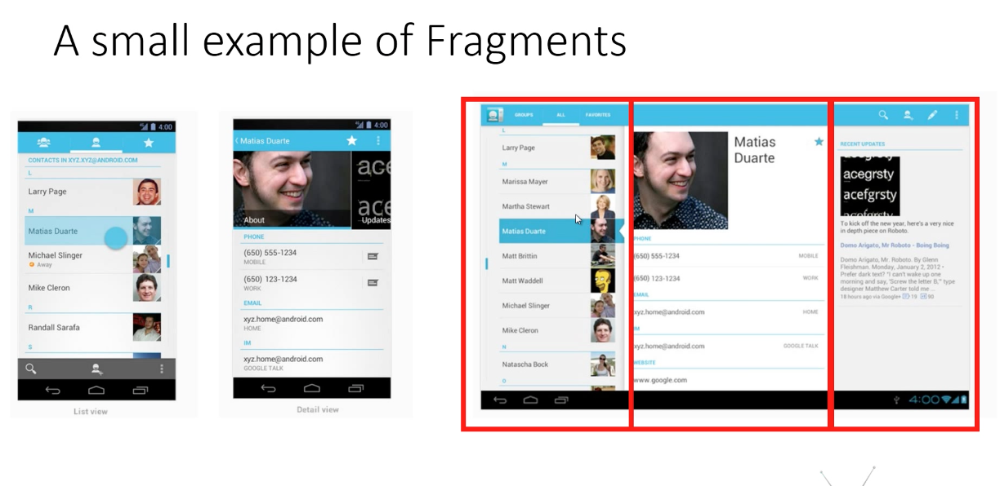 A small example of Fragments
4:00
CONTACTS IN XYZ.XYZ@ANDROID.COM
L
Larry Page
M
Matias Duarte
Michael Slinger
Away
Mike Cleron
R
Randall Sarafa
S
List view
4:00
Matias Duarte
ace
ace
About
Updates
PHONE
(650) 555-1234
MOBILE
(650) 123-1234
WORK
EMAIL
xyz.home@android.com
HOME
IM
xyz.home@android.com
GOOGLE TALK
Detail view
GROUPS ALL FAVORITES
L
Larry Page
M
Marissa Mayer
Martha Stewart
Matias Duarte
Matt Brittin
Matt Waddell
Michael Slinger
Mike Cleron
N
Natascha Bock
O
Matias
Duarte
PHONE
(650) 555-1234 MOBILE
(650) 123-1234 WORK
EMAIL
xyz.home@android.com HOME
IM
xyz.home@android.com GOOGLE TALK
WEBSITE
www.google.com
RECENT UPDATES
acegrsty
acegrsty
acefgrsty
acefgrsty
To kick off the new year, here's a very nice
in depth piece on Roboto.
Domo Arigato, Mr Roboto - Boing Boing
Domo Arigato, Mr. Roboto. By Glenn
Fleishman. Monday, January 2, 2012 •
Prefer dark text? "I can't wake up one
morning and say, 'Screw the letter B,'" type
designer Matthew Carter told me ...
18 hours ago via Google+ 19 90
4:00